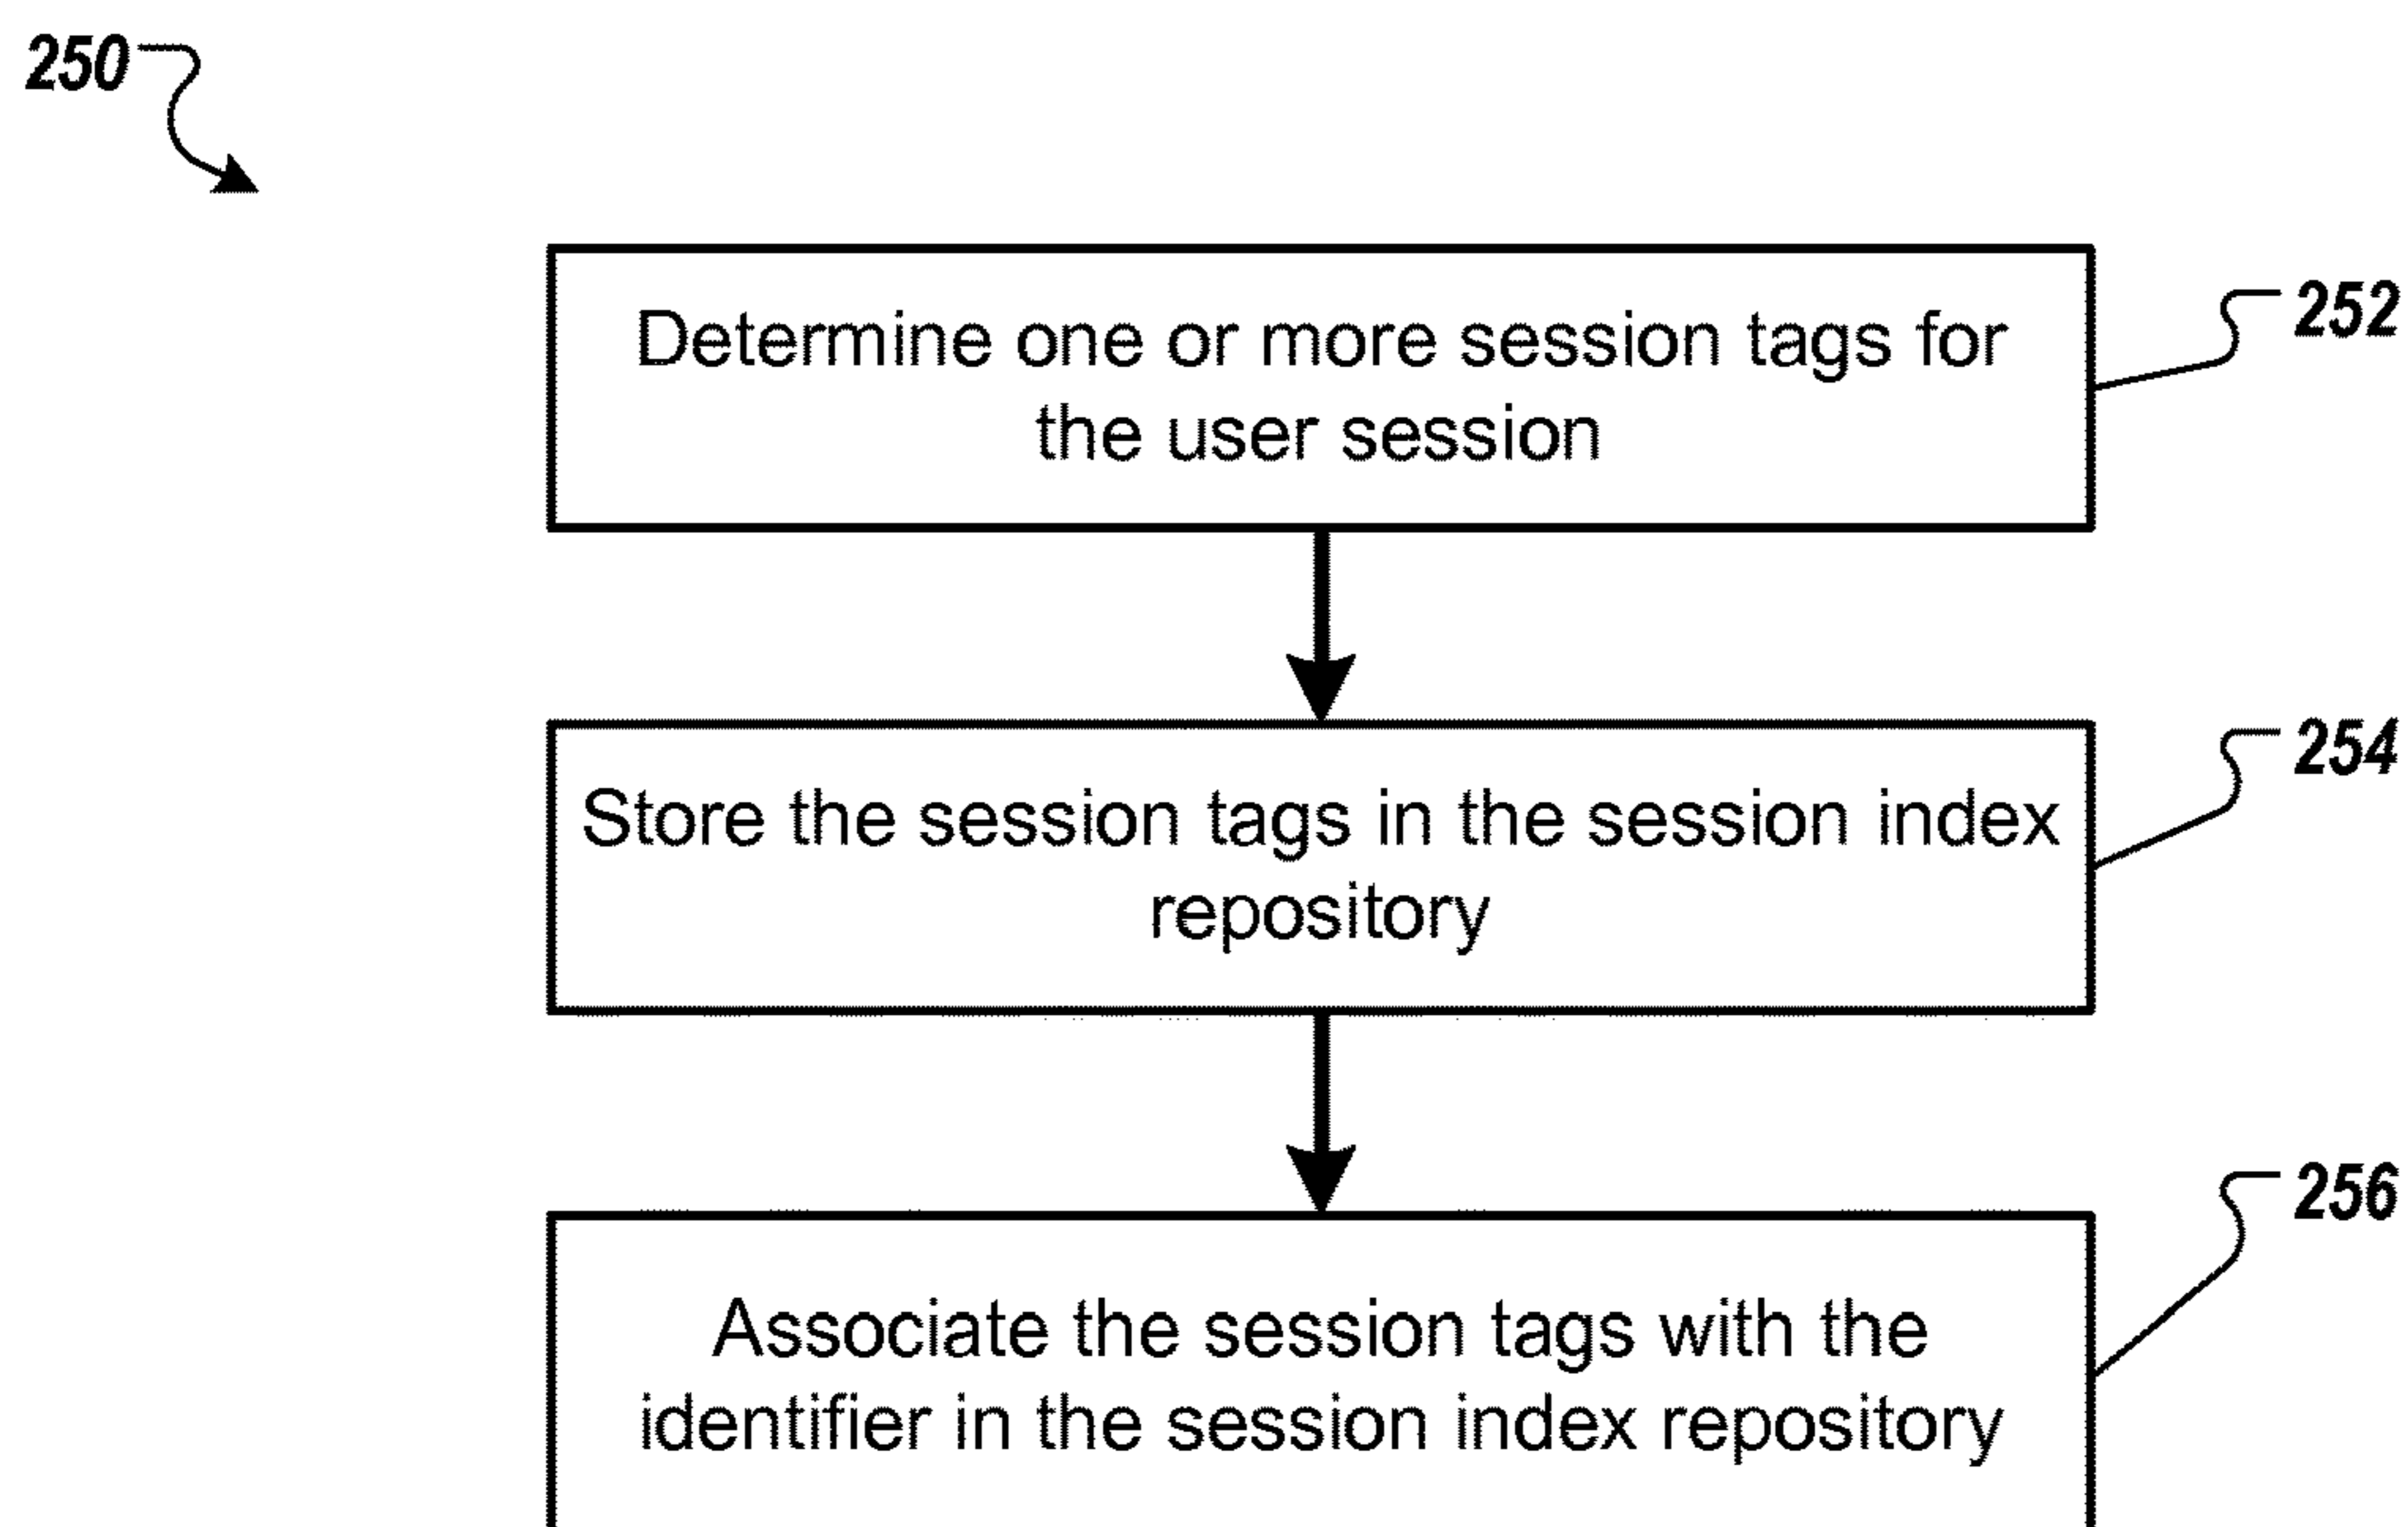 250
Determine one or more session tags for
the user session
252
Store the session tags in the session index
repository
254
Associate the session tags with the
identifier in the session index repository
256